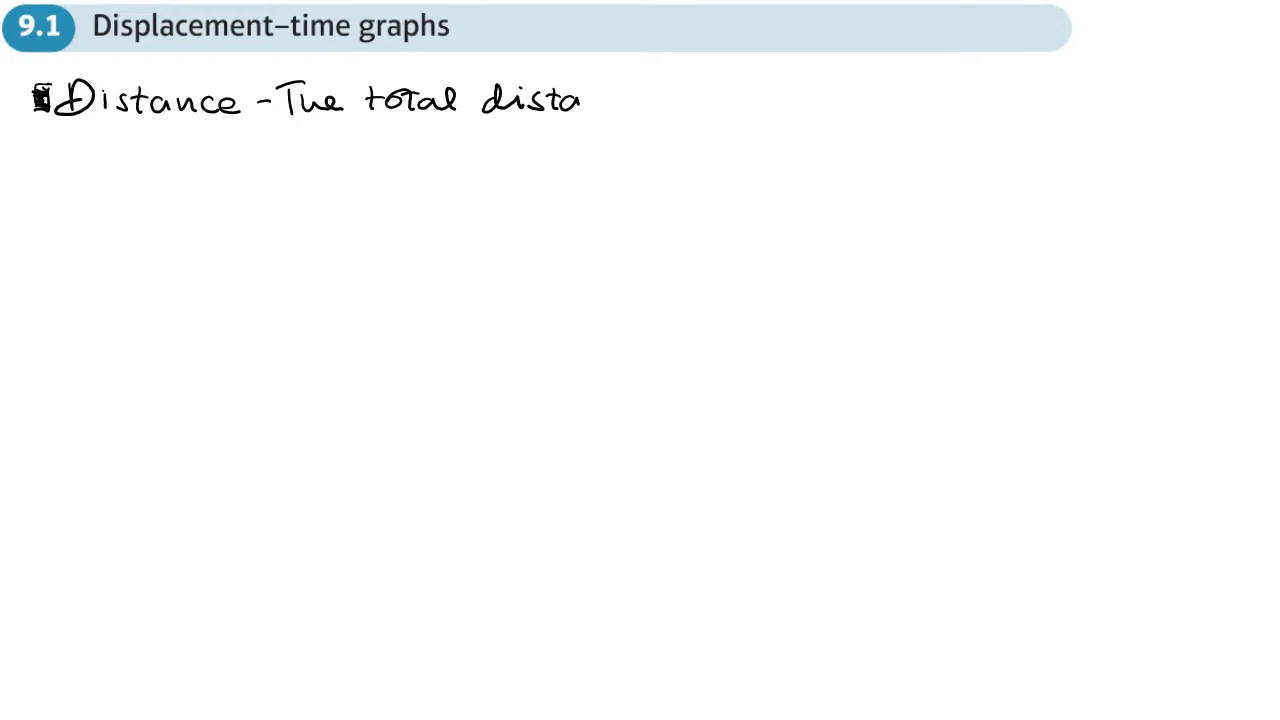 9.1 Displacement–time graphs
Distance - The total dista